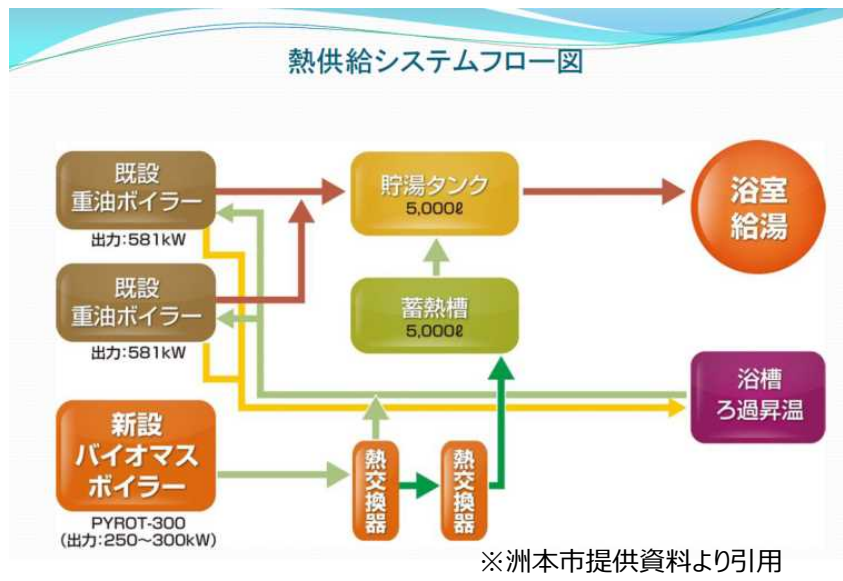 熱供給システムフロー図
既設
重油ボイラー
出力:581kW
貯湯タンク
5,000ℓ
浴室
給湯
既設
重油ボイラー
出力:581kW
蓄熱槽
5,000ℓ
浴槽
ろ過昇温
新設
バイオマス
ボイラー
PYROT-300
(出力:250～300kW)
熱交換器
熱交換器
※洲本市提供資料より引用